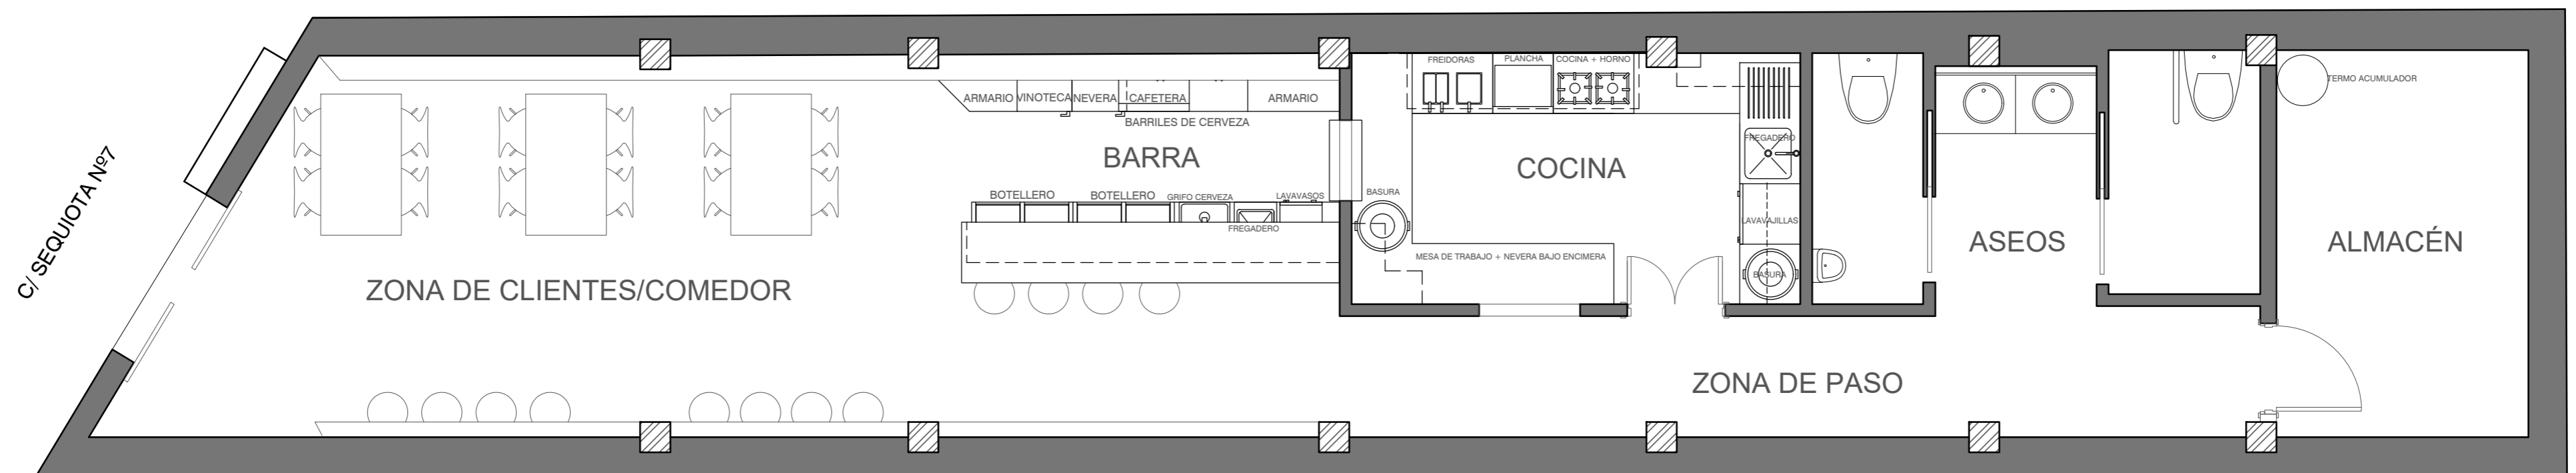 C/ SEQUIOTA Nº7
ZONA DE CLIENTES/COMEDOR
ARMARIO
VINOTECA
NEVERA
CAFETERA
ARMARIO
BARRILES DE CERVEZA
BARRA
BOTELLERO
BOTELLERO
GRIFO CERVEZA
LAVAVASOS
FREGADERO
FREIDORAS
PLANCHA
COCINA + HORNO
COCINA
BASURA
FREGADERO
LAVAVAJILLAS
BASURA
MESA DE TRABAJO + NEVERA BAJO ENCIMERA
ASEOS
TERMO ACUMULADOR
ALMACÉN
ZONA DE PASO